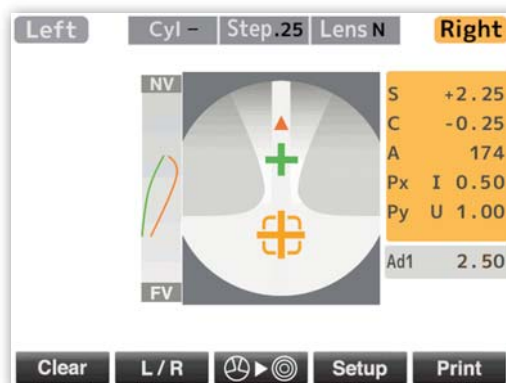 Left Cyl – Step.25 Lens N Right
NV
S +2.25
C -0.25
A 174
Px I 0.50
Py U 1.00
Ad1 2.50
FV
Clear L/R Setup Print